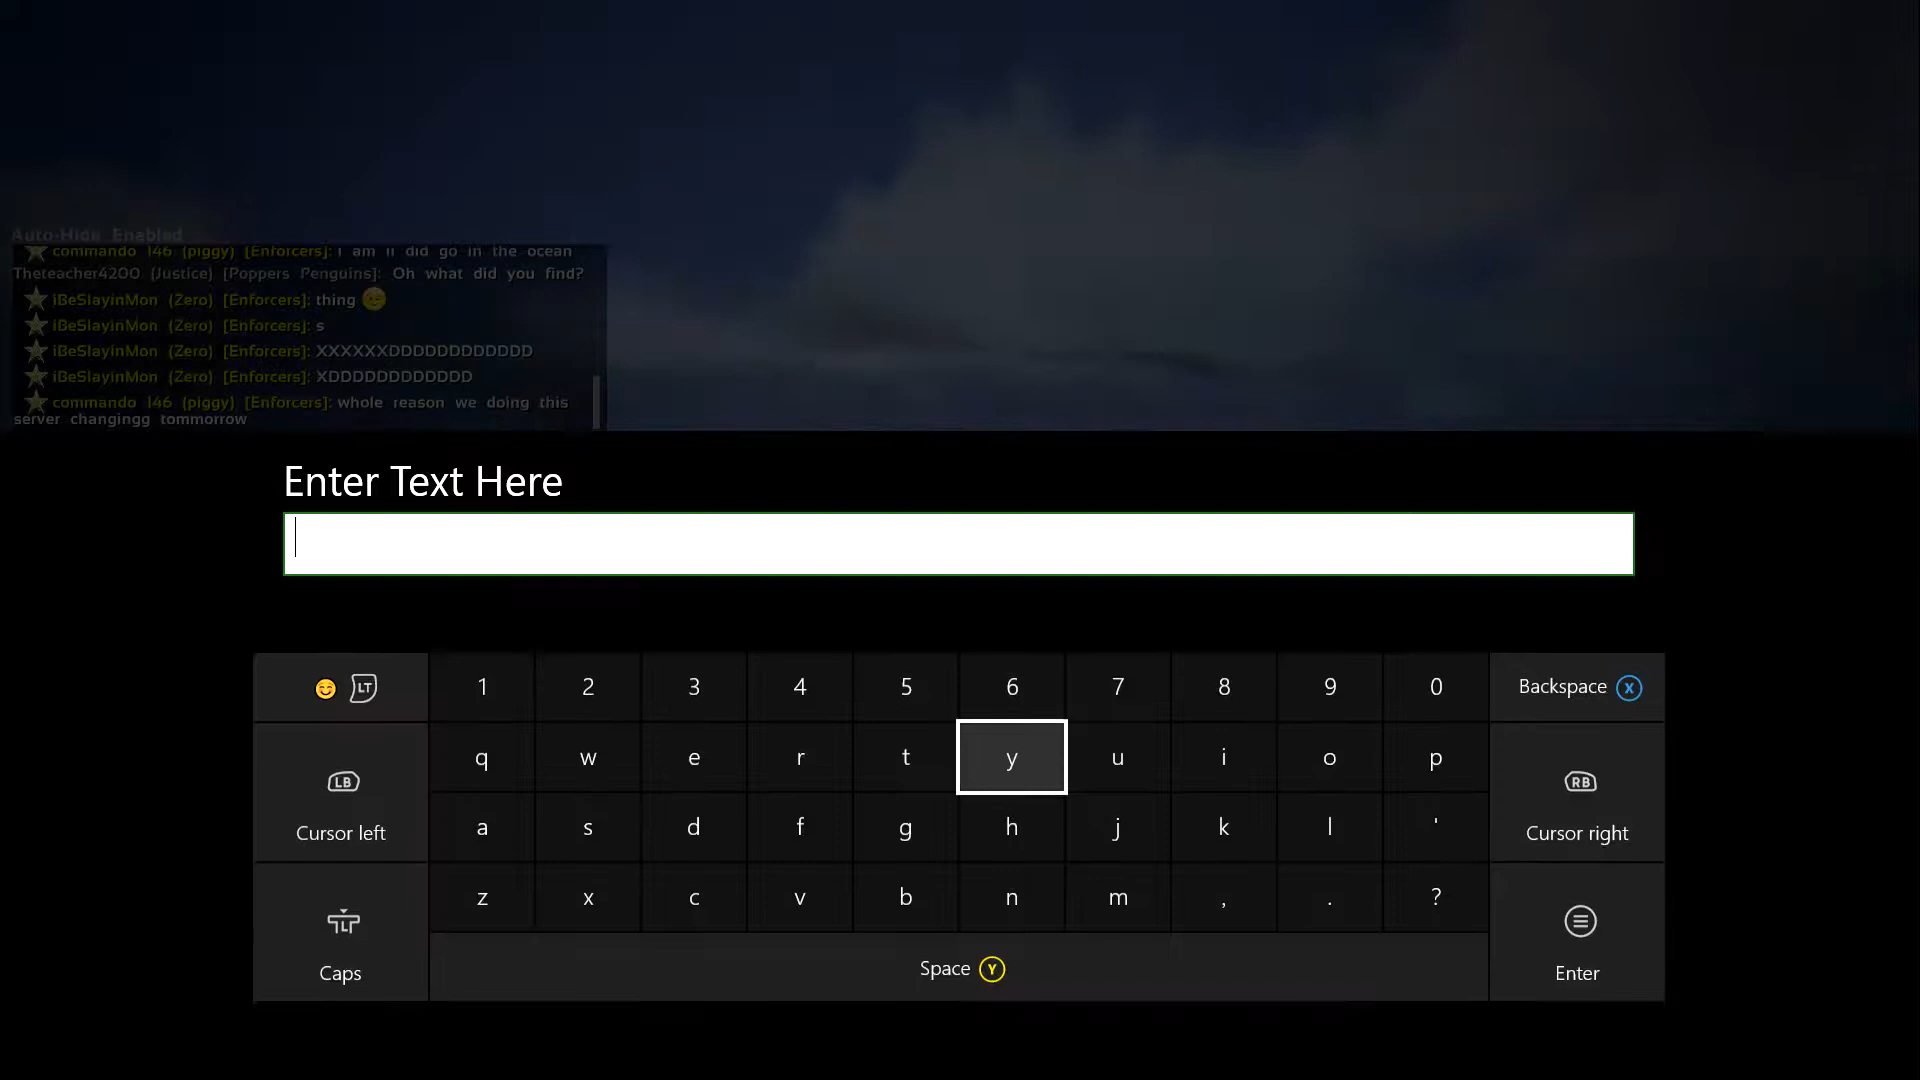 Auto-Hide Enabled
commando 146 (piggy) [Enforcers]: i am ii did go in the ocean
Theteacher4200 (Justice) [Poppers Penguins]: Oh what did you find?
iBeSlayinMon (Zero) [Enforcers]: thing 😉
iBeSlayinMon (Zero) [Enforcers]: s
iBeSlayinMon (Zero) [Enforcers]: XXXXXXDDDDDDDDDDDD
iBeSlayinMon (Zero) [Enforcers]: XDDDDDDDDDDDD
commando 146 (piggy) [Enforcers]: whole reason we doing this
server changingg tommorrow
Enter Text Here
😊 LT 1 2 3 4 5 6 7 8 9 0 Backspace X
q w e r t y u i o p
LB RB
Cursor left a s d f g h j k l ' Cursor right
z x c v b n m , . ?
Caps Space Y Enter